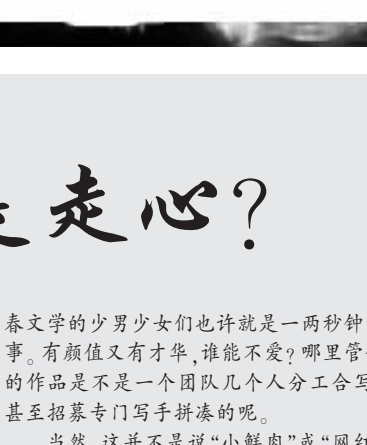 走心?
春文学的少男少女们也许就是一两秒钟
事。有颜值又有才华,谁能不爱?哪里管
的作品是不是一个团队几个人分工合写
甚至招募专门写手拼凑的呢。
当然,这并不是说“小鲜肉”或“网红